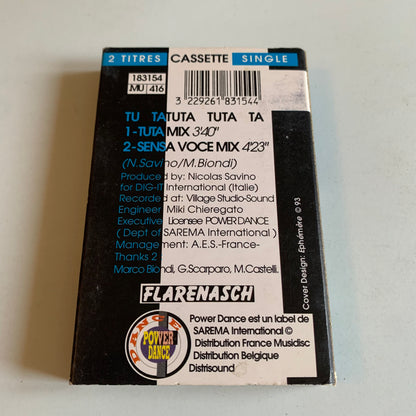 2 TITRES CASSETTE SINGLE
183154
MU 416
3 229261 831544
TU TATUTA TUTA TA
1-TUTA MIX 3'40"
2-SENSA VOCE MIX 4'23"
(N.Savino/M.Biondi)
Produced by: Nicolas Savino
for DIG-IT International (Italie)
Recorded at: Village Studio-Sound
Engineer: Miki Chieregato
Executive Licensee POWER DANCE
( Dept of SAREMA International )
Management: A.E.S.-France-
Thanks 2
Marco Biondi, G.Scarparo, M.Castelli.
Cover Design: Ephémère © 93
FLARENASCH
DANCE
POWER
DANCE
DANCE
Power Dance est un label de
SAREMA International ©
Distribution France Musidisc
Distribution Belgique
Distrisound